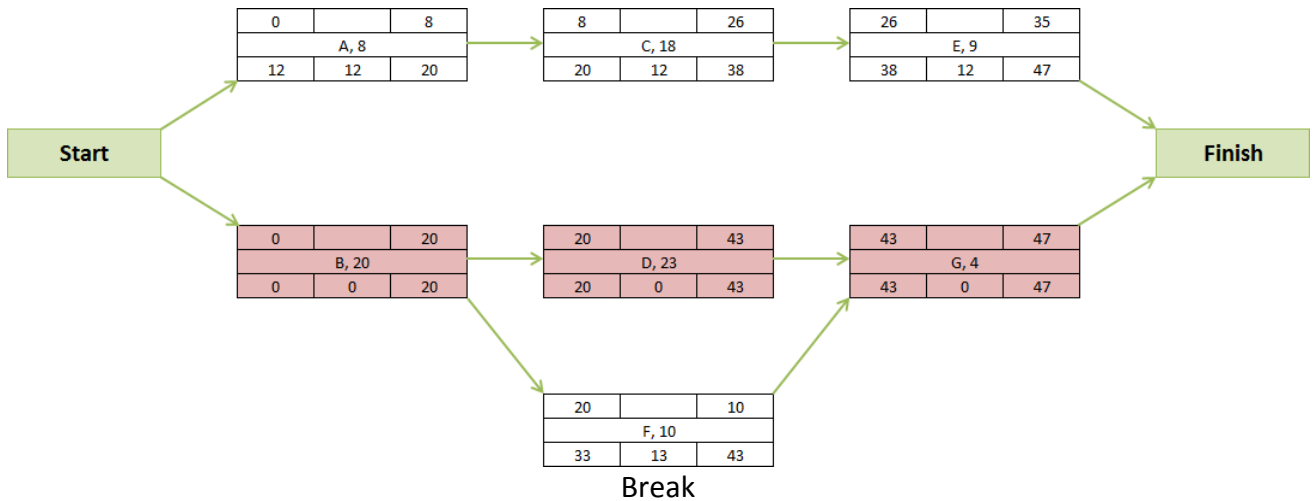 0 8 8 26 26 35
A, 8 C, 18 E, 9
12 12 20 20 12 38 38 12 47
Start Finish
0 20 20 43 43 47
B, 20 D, 23 G, 4
0 0 20 20 0 43 43 0 47
20 10
F, 10
33 13 43
Break